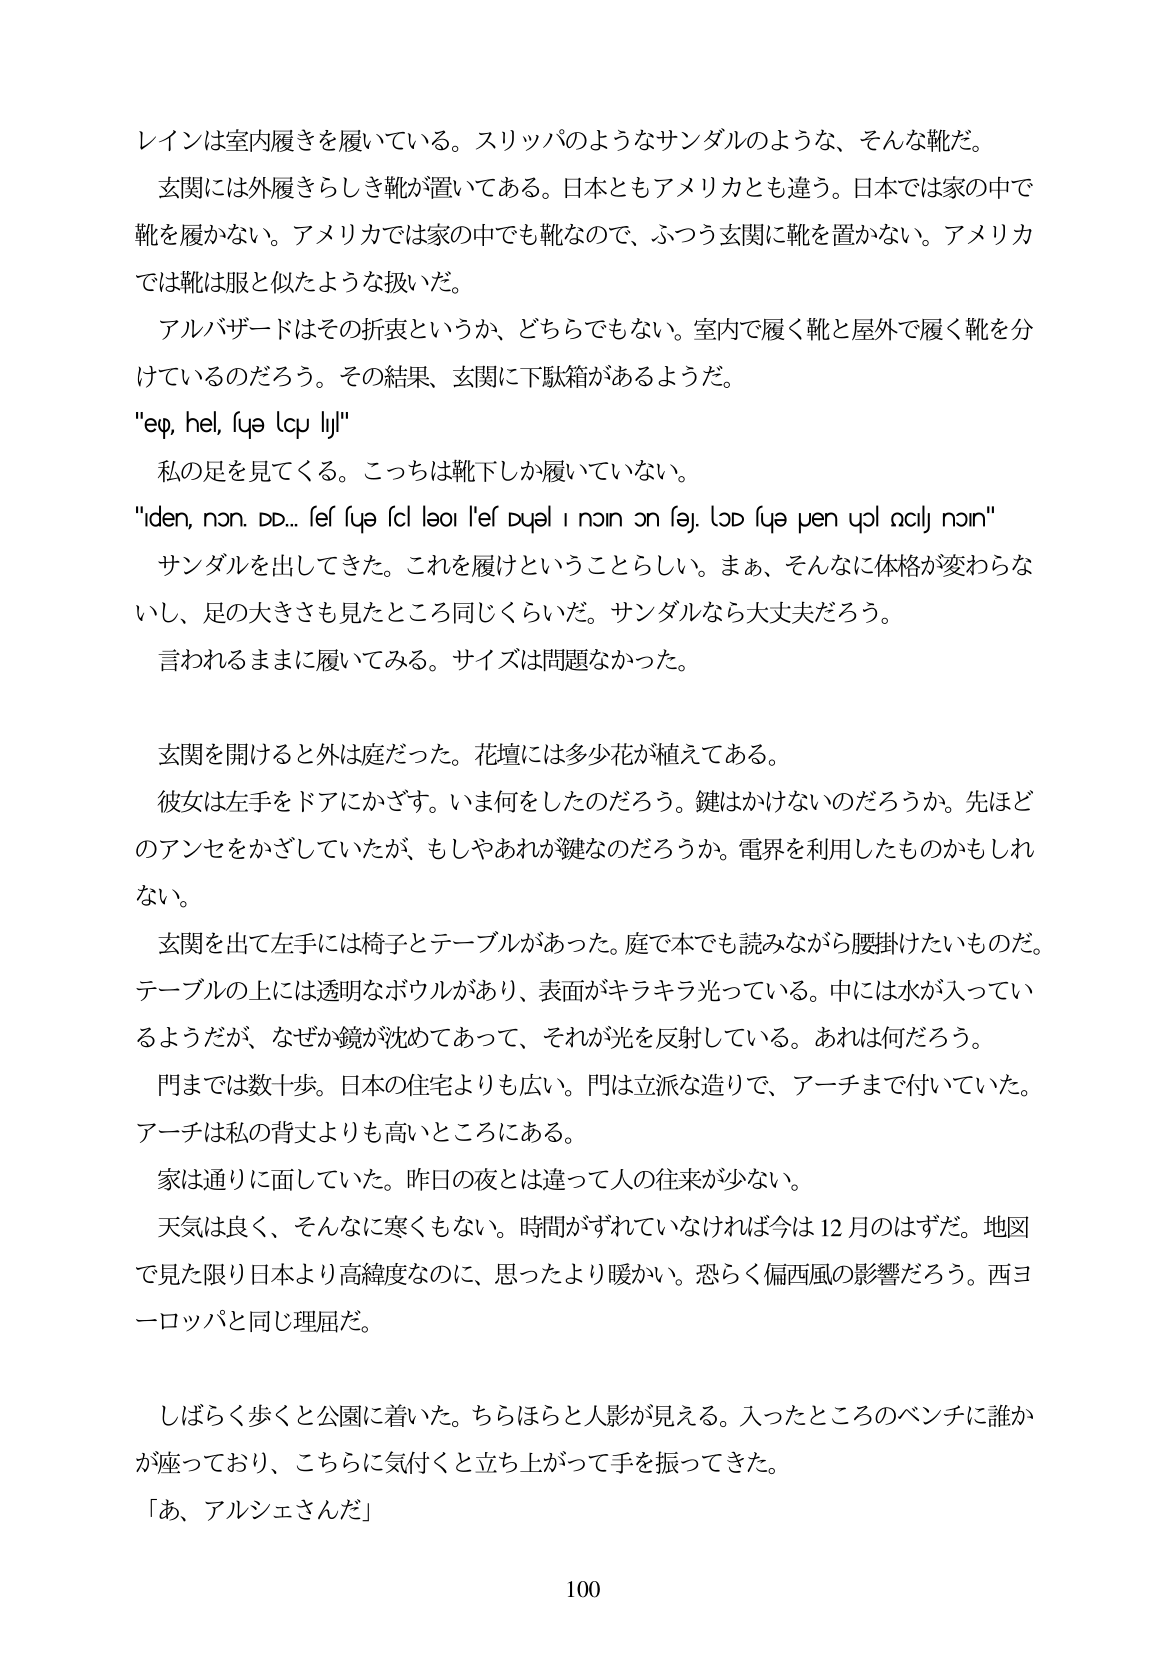 レインは室内履きを履いている。スリッパのようなサンダルのような、そんな靴だ。
玄関には外履きらしき靴が置いてある。日本ともアメリカとも違う。日本では家の中で
靴を履かない。アメリカでは家の中でも靴なので、ふつう玄関に靴を置かない。アメリカ
では靴は服と似たような扱いだ。
アルバザードはその折衷というか、どちらでもない。室内で履く靴と屋外で履く靴を分
けているのだろう。その結果、玄関に下駄箱があるようだ。
私の足を見てくる。こっちは靴下しか履いていない。
サンダルを出してきた。これを履けということらしい。まぁ、そんなに体格が変わらな
いし、足の大きさも見たところ同じくらいだ。サンダルなら大丈夫だろう。
言われるままに履いてみる。サイズは問題なかった。
玄関を開けると外は庭だった。花壇には多少花が植えてある。
彼女は左手をドアにかざす。いま何をしたのだろう。鍵はかけないのだろうか。先ほど
のアンセをかざしていたが、もしやあれが鍵なのだろうか。電界を利用したものかもしれ
ない。
玄関を出て左手には椅子とテーブルがあった。庭で本でも読みながら腰掛けたいものだ。
テーブルの上には透明なボウルがあり、表面がキラキラ光っている。中には水が入ってい
るようだが、なぜか鏡が沈めてあって、それが光を反射している。あれは何だろう。
門までは数十歩。日本の住宅よりも広い。門は立派な造りで、アーチまで付いていた。
アーチは私の背丈よりも高いところにある。
家は通りに面していた。昨日の夜とは違って人の往来が少ない。
天気は良く、そんなに寒くもない。時間がずれていなければ今は 12 月のはずだ。地図
で見た限り日本より高緯度なのに、思ったより暖かい。恐らく偏西風の影響だろう。西ヨ
ーロッパと同じ理屈だ。
しばらく歩くと公園に着いた。ちらほらと人影が見える。入ったところのベンチに誰か
が座っており、こちらに気付くと立ち上がって手を振ってきた。
「あ、アルシェさんだ」
100